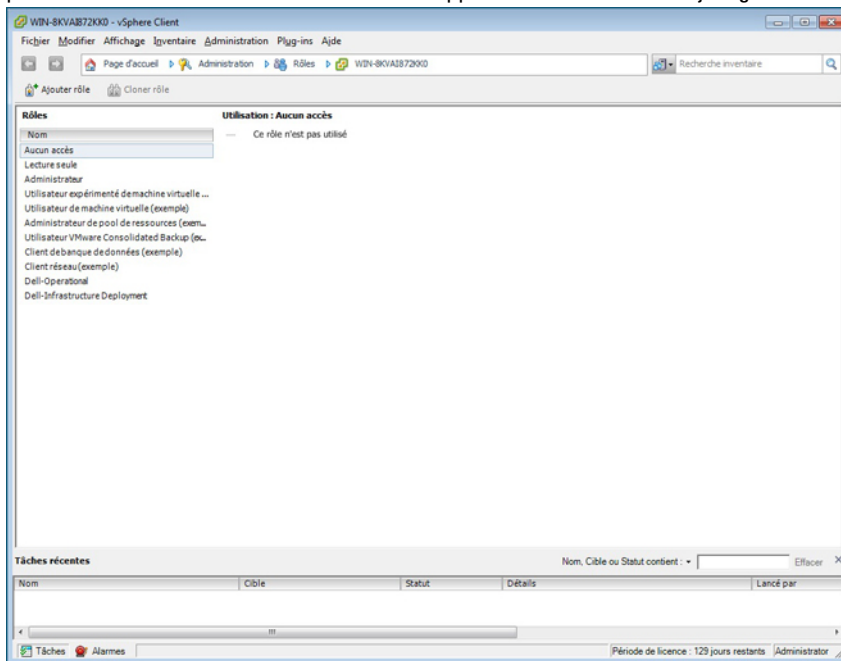 WIN-8KVAIB72KK0 - vSphere Client
Fichier Modifier Affichage Inventaire Administration Plug-ins Ajde
Page d'accueil Administration Rôles WIN-8KVAI872KK0 Recherche inventaire
Ajouter rôle Cloner rôle
Rôles Utilisation : Aucun accès
Nom Ce rôle n'est pas utilisé
Aucun accès
Lecture seule
Administrateur
Utilisateur expérimenté de machine virtuelle ...
Utilisateur de machine virtuelle (exemple)
Administrateur de pool de ressources (exem...
Utilisateur VMware Consolidated Backup (ex...
Client de banque de données (exemple)
Client réseau (exemple)
Dell-Operational
Dell-Infrastructure Deployment
Tâches récentes Nom, Cible ou Statut contient : Effacer
Nom Cible Statut Détails Lancé par
Tâches Alarmes Période de licence : 129 jours restants Administrator